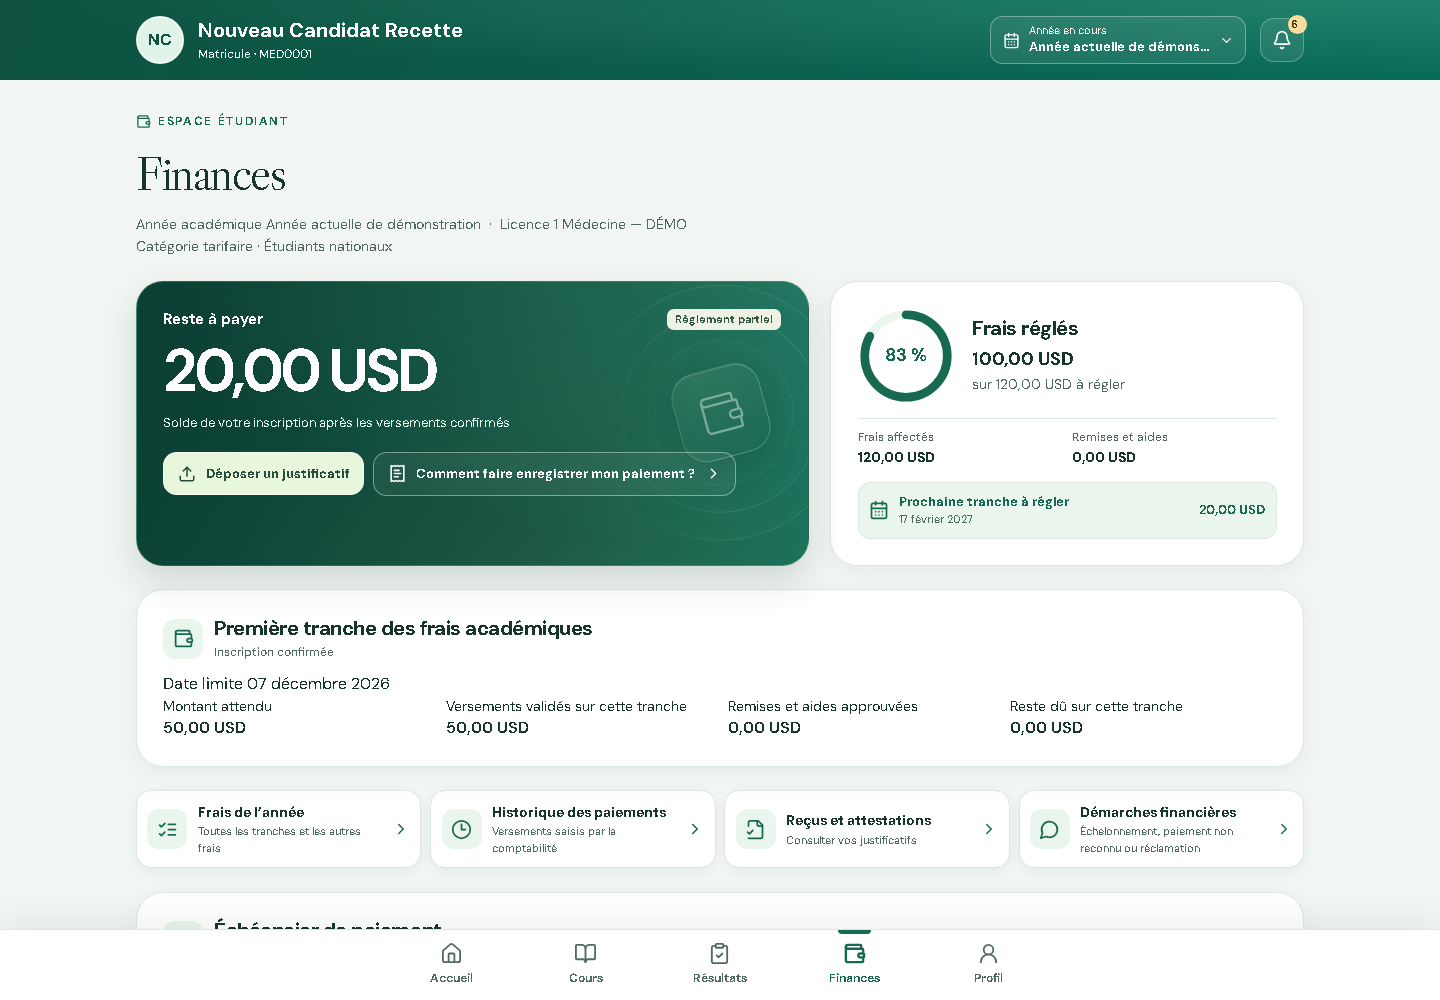 NC
Nouveau Candidat Recette
Matricule · MED0001
Année en cours
Année actuelle de démons...
6
ESPACE ÉTUDIANT
Finances
Année académique Année actuelle de démonstration · Licence 1 Médecine — DÉMO
Catégorie tarifaire · Étudiants nationaux
Reste à payer
Règlement partiel
20,00 USD
Solde de votre inscription après les versements confirmés
Déposer un justificatif
Comment faire enregistrer mon paiement ?
83 %
Frais réglés
100,00 USD
sur 120,00 USD à régler
Frais affectés
120,00 USD
Remises et aides
0,00 USD
Prochaine tranche à régler
17 février 2027
20,00 USD
Première tranche des frais académiques
Inscription confirmée
Date limite 07 décembre 2026
Montant attendu
50,00 USD
Versements validés sur cette tranche
50,00 USD
Remises et aides approuvées
0,00 USD
Reste dû sur cette tranche
0,00 USD
Frais de l'année
Toutes les tranches et les autres
frais
Historique des paiements
Versements saisis par la
comptabilité
Reçus et attestations
Consulter vos justificatifs
Démarches financières
Échelonnement, paiement non
reconnu ou réclamation
Échéancier de paiement
Accueil
Cours
Résultats
Finances
Profil